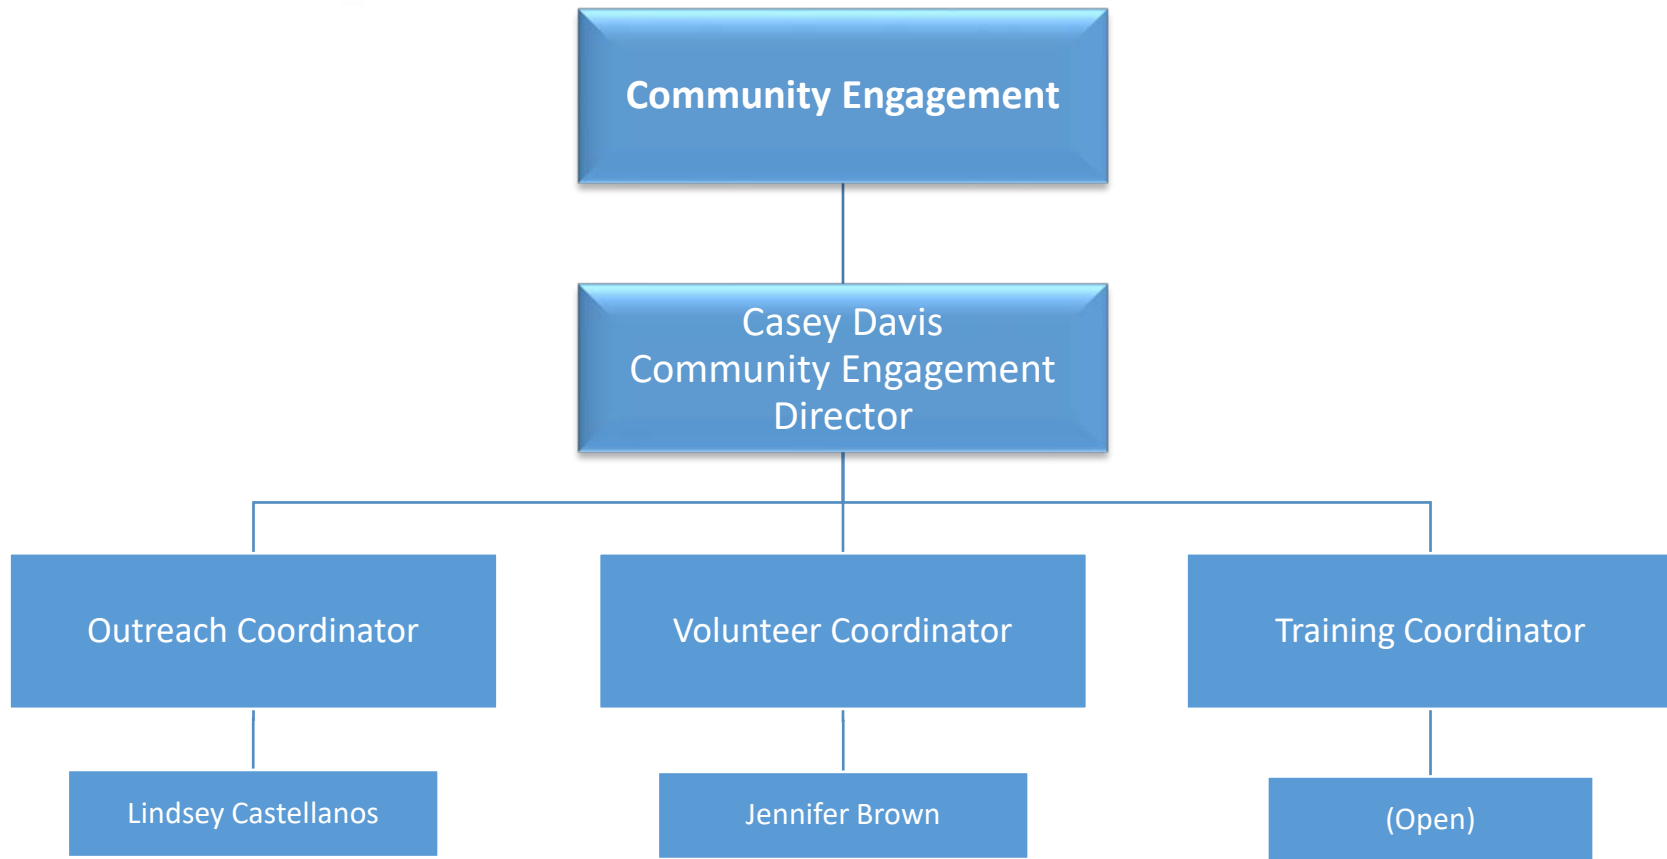 Community Engagement
Casey Davis
Community Engagement
Director
Outreach Coordinator
Volunteer Coordinator
Training Coordinator
Lindsey Castellanos
Jennifer Brown
(Open)